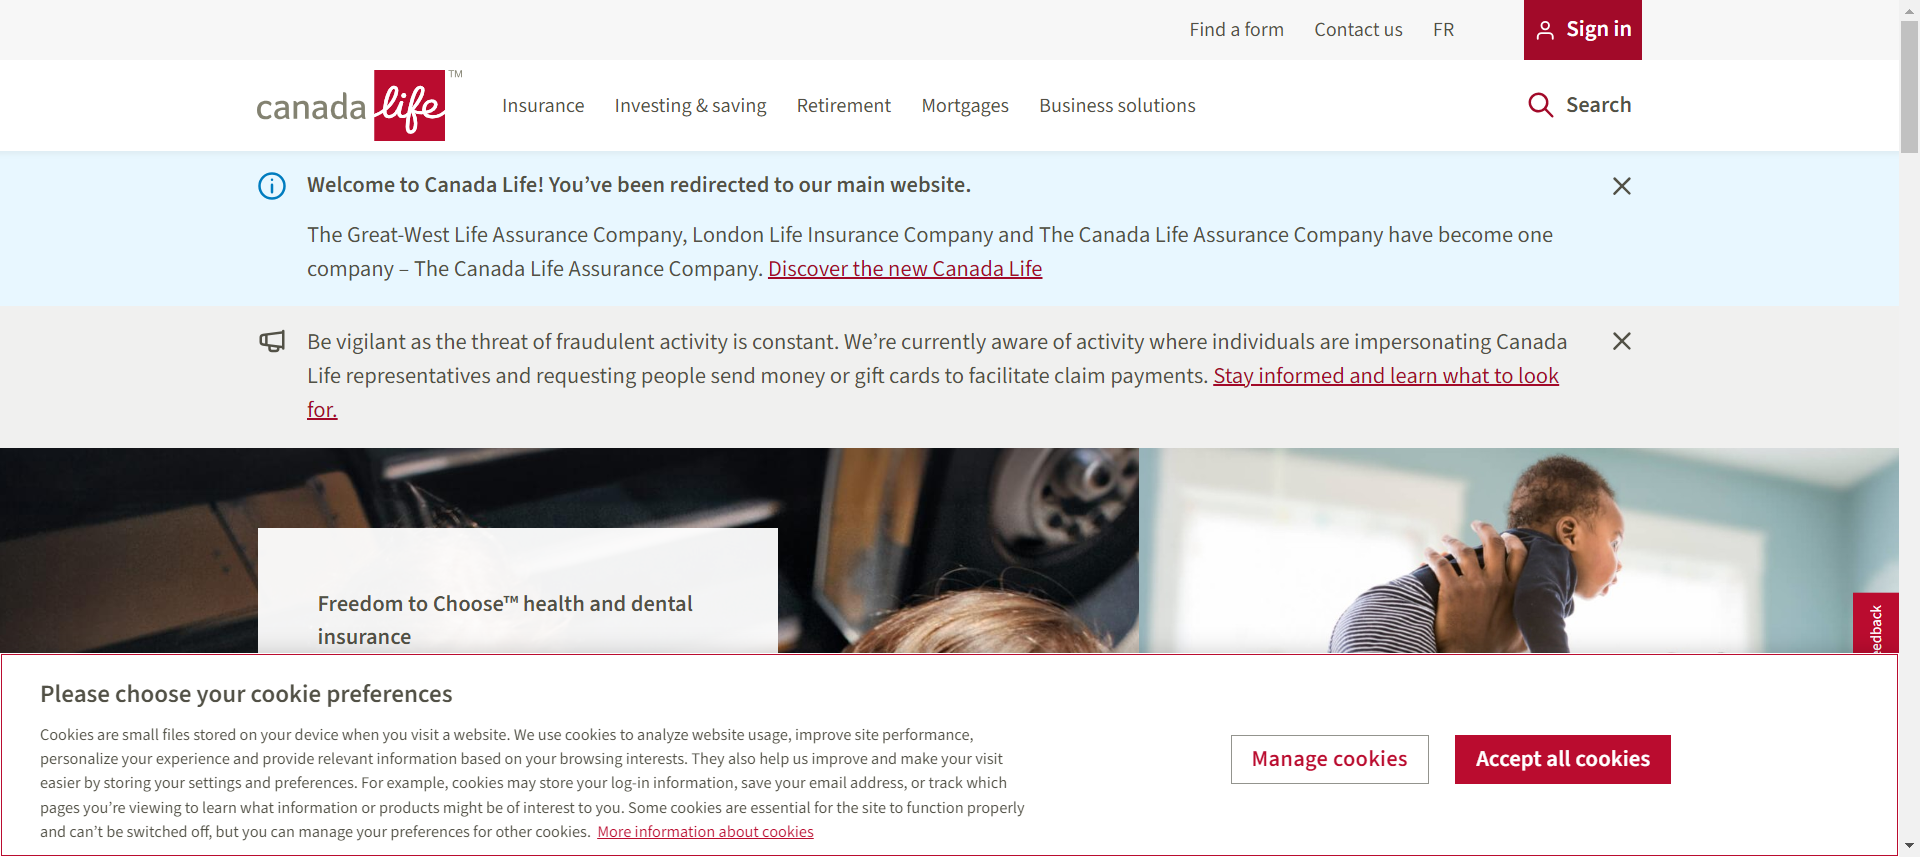 Find a form Contact us FR Sign in
canada life ™ Insurance Investing & saving Retirement Mortgages Business solutions Search
Welcome to Canada Life! You’ve been redirected to our main website.
The Great-West Life Assurance Company, London Life Insurance Company and The Canada Life Assurance Company have become one
company – The Canada Life Assurance Company. Discover the new Canada Life
Be vigilant as the threat of fraudulent activity is constant. We’re currently aware of activity where individuals are impersonating Canada
Life representatives and requesting people send money or gift cards to facilitate claim payments. Stay informed and learn what to look
for.
Freedom to Choose™ health and dental
insurance
Please choose your cookie preferences
Cookies are small files stored on your device when you visit a website. We use cookies to analyze website usage, improve site performance,
personalize your experience and provide relevant information based on your browsing interests. They also help us improve and make your visit
easier by storing your settings and preferences. For example, cookies may store your log-in information, save your email address, or track which
pages you’re viewing to learn what information or products might be of interest to you. Some cookies are essential for the site to function properly
and can’t be switched off, but you can manage your preferences for other cookies. More information about cookies
Manage cookies Accept all cookies